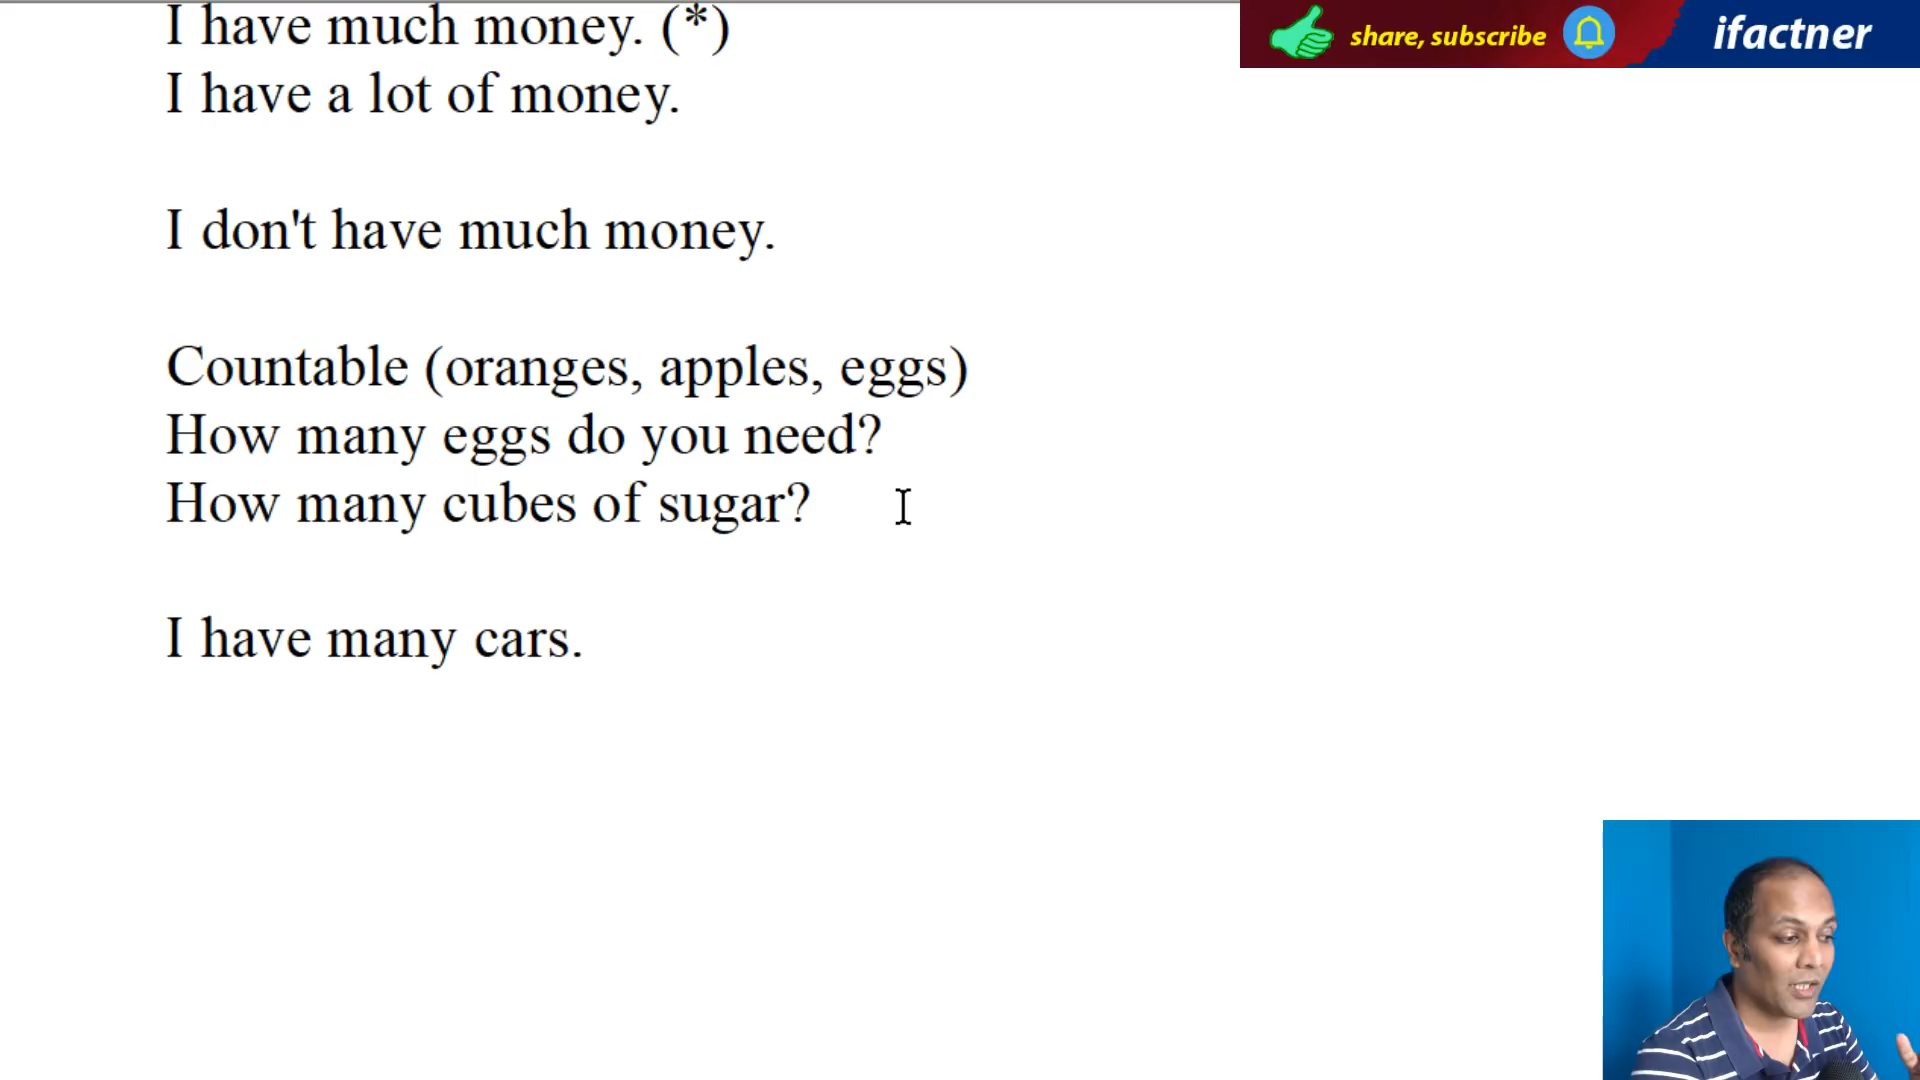 I have much money. (*)
share, subscribe
ifactner
I have a lot of money.
I don't have much money.
Countable (oranges, apples, eggs)
How many eggs do you need?
How many cubes of sugar?
I have many cars.